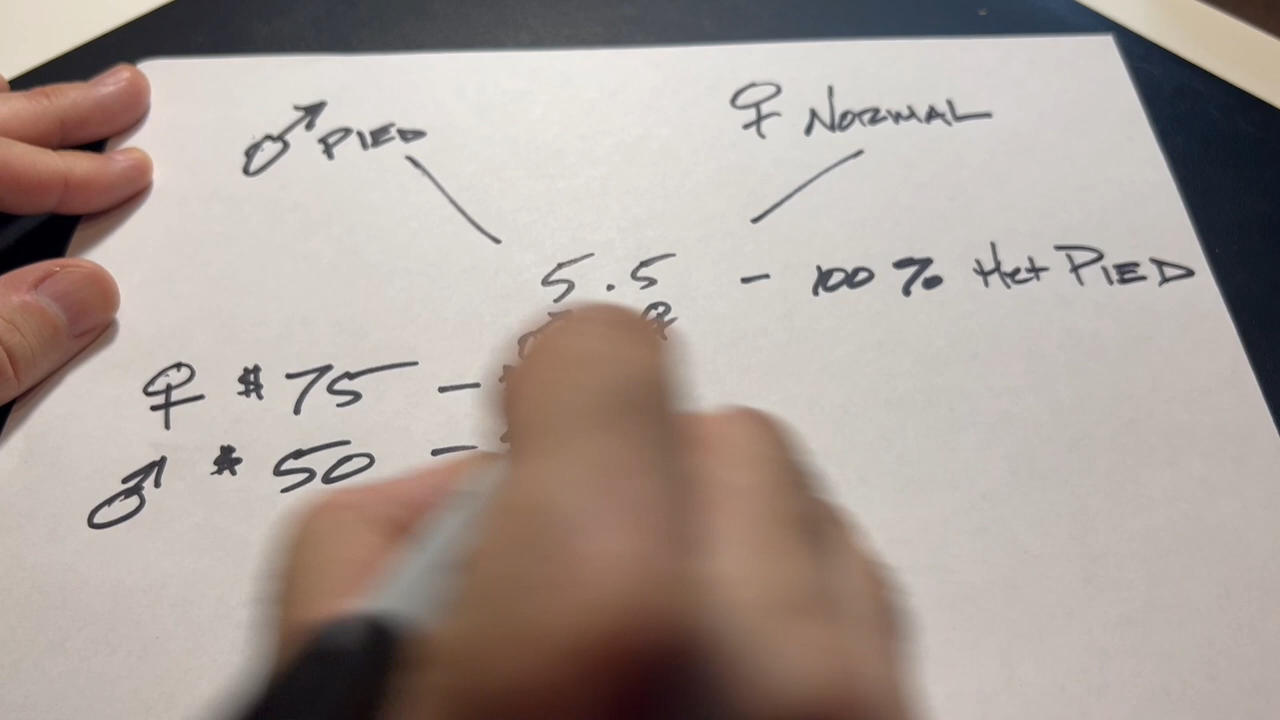 ♂ PIED ♀ NORMAL
5.5 - 100% Het PIED
♀
♀ $75 -
♂ $50 -